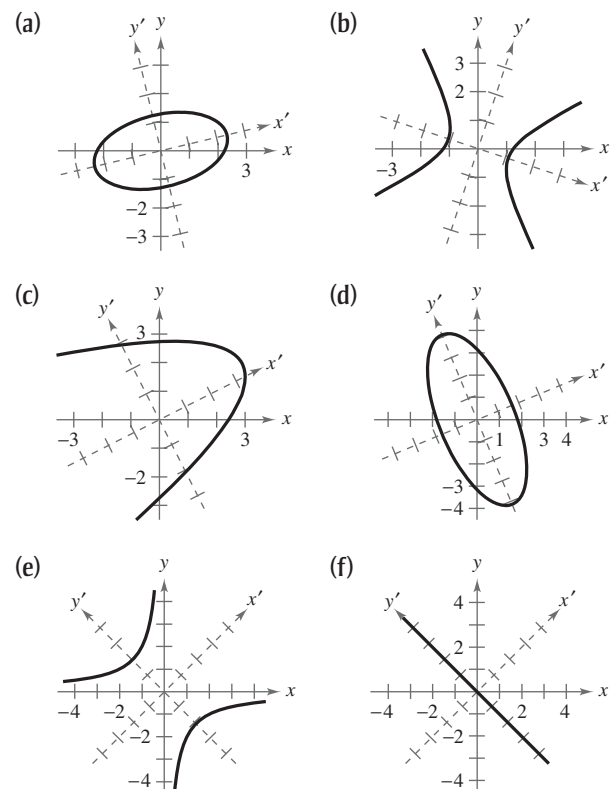 (a)
y′
y
x′
x
3
−2
−3
(b)
y
y′
3
2
x
−3
x′
(c)
y
y′
3
x′
x
−3
3
−2
(d)
y
y′
x′
x
1 3 4
−3
−4
(e)
y
y′
x′
x
−4 −2
−2
−4
(f)
y
4
y′
x′
2
x
−4 −2 2 4
−2
−4